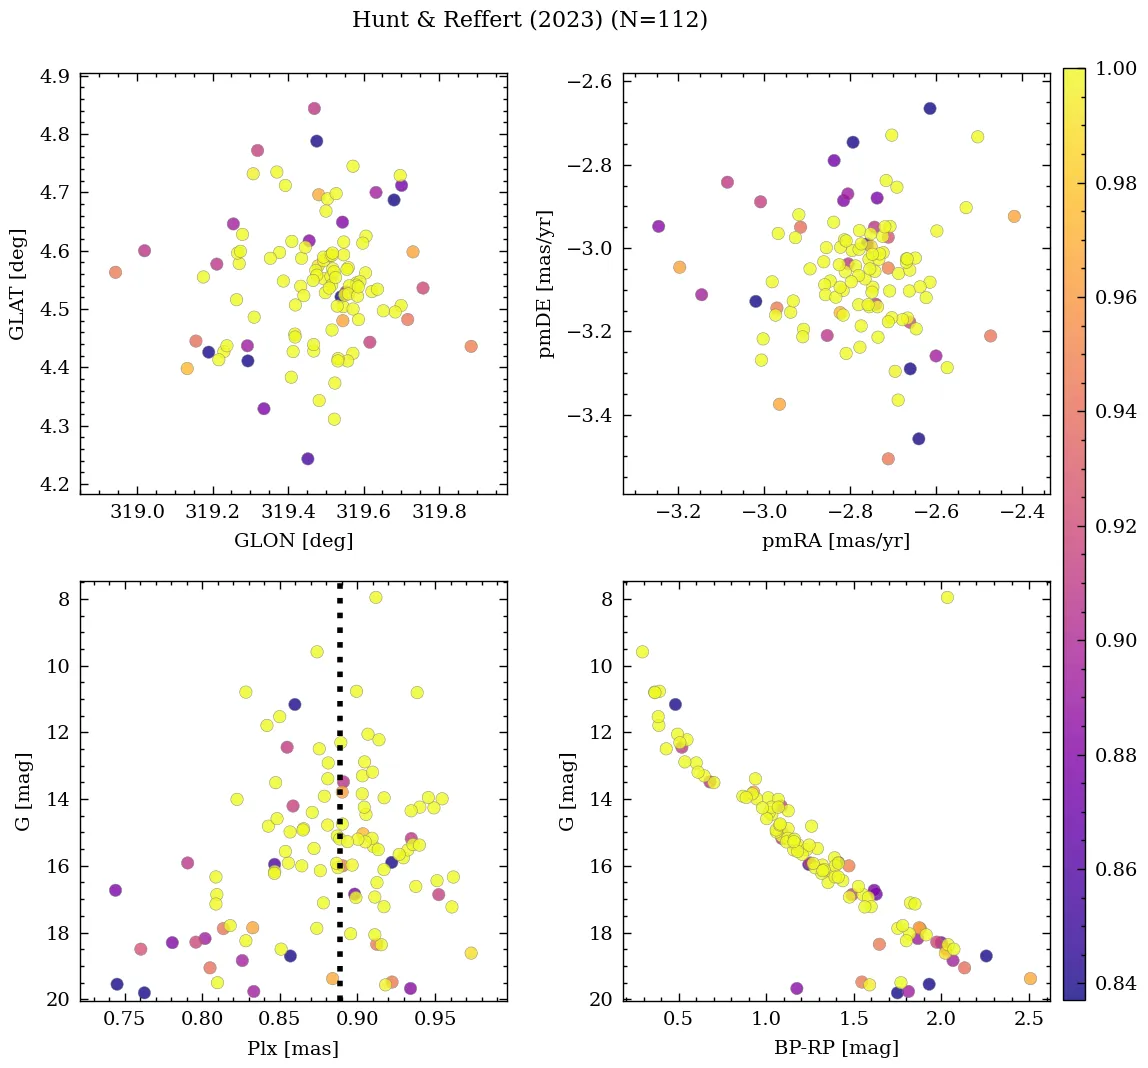 Hunt & Reffert (2023) (N=112)
4.9
4.8
4.7
4.6
4.5
4.4
4.3
4.2
GLAT [deg]
319.0 319.2 319.4 319.6 319.8
GLON [deg]
−2.6
−2.8
−3.0
−3.2
−3.4
pmDE [mas/yr]
−3.2 −3.0 −2.8 −2.6 −2.4
pmRA [mas/yr]
8
10
12
14
16
18
20
G [mag]
0.75 0.80 0.85 0.90 0.95
Plx [mas]
8
10
12
14
16
18
20
G [mag]
0.5 1.0 1.5 2.0 2.5
BP-RP [mag]
1.00
0.98
0.96
0.94
0.92
0.90
0.88
0.86
0.84